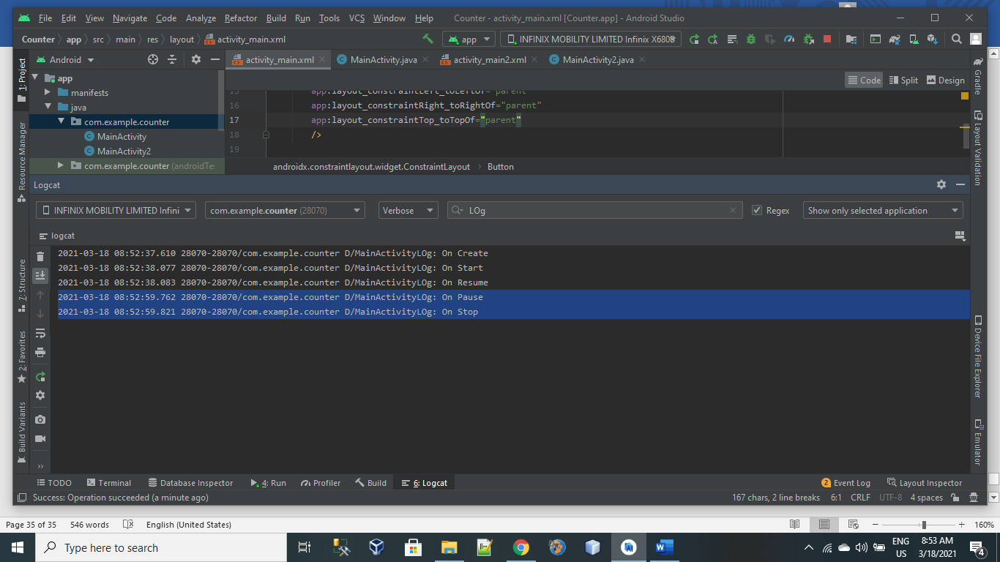 File Edit View Navigate Code Analyze Refactor Build Run Tools VCS Window Help Counter - activity_main.xml [Counter.app] - Android Studio
Counter app src main res layout activity_main.xml app INFINIX MOBILITY LIMITED Infinix X680B
1: Project
Resource Manager
7: Structure
2: Favorites
Build Variants
Android
app
manifests
java
com.example.counter
MainActivity
MainActivity2
com.example.counter (androidTes
activity_main.xml MainActivity.java activity_main2.xml MainActivity2.java
Code Split Design
15 app:layout_constraintLeft_toLeftOf="parent"
16 app:layout_constraintRight_toRightOf="parent"
17 app:layout_constraintTop_toTopOf="parent"
18 />
19
androidx.constraintlayout.widget.ConstraintLayout Button
Logcat
INFINIX MOBILITY LIMITED Infini com.example.counter (28070) Verbose LOg Regex Show only selected application
logcat
2021-03-18 08:52:37.610 28070-28070/com.example.counter D/MainActivityLOg: On Create
2021-03-18 08:52:38.077 28070-28070/com.example.counter D/MainActivityLOg: On Start
2021-03-18 08:52:38.083 28070-28070/com.example.counter D/MainActivityLOg: On Resume
2021-03-18 08:52:59.762 28070-28070/com.example.counter D/MainActivityLOg: On Pause
2021-03-18 08:52:59.821 28070-28070/com.example.counter D/MainActivityLOg: On Stop
Gradle
Layout Validation
Device File Explorer
Emulator
TODO Terminal Database Inspector 4: Run Profiler Build 6: Logcat 2 Event Log Layout Inspector
Success: Operation succeeded (a minute ago) 167 chars, 2 line breaks 6:1 CRLF UTF-8 4 spaces
Page 35 of 35 546 words English (United States) 160%
Type here to search
ENG 8:53 AM
US 3/18/2021 4